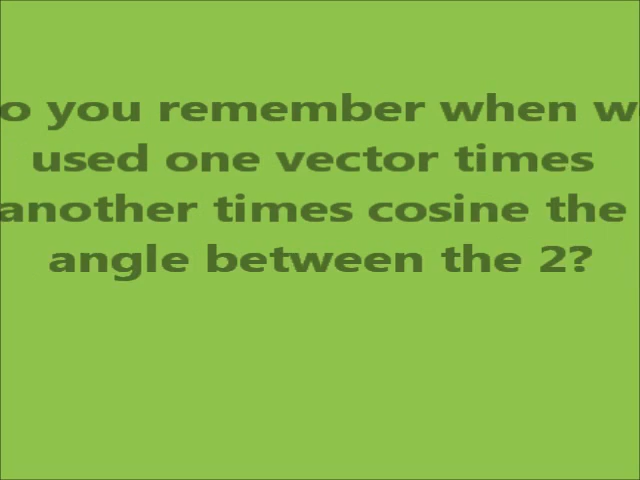 o you remember when w
used one vector times
another times cosine the
angle between the 2?